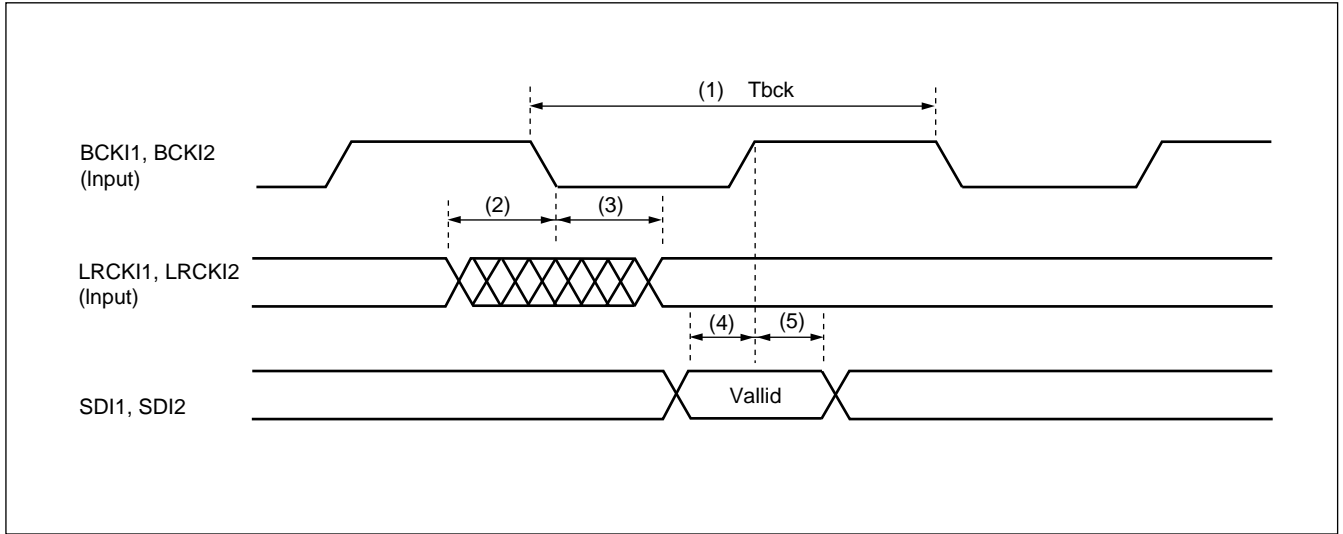 (1) Tbck
BCKI1, BCKI2
(Input)
(2) (3)
LRCKI1, LRCKI2
(Input)
(4) (5)
Vallid
SDI1, SDI2